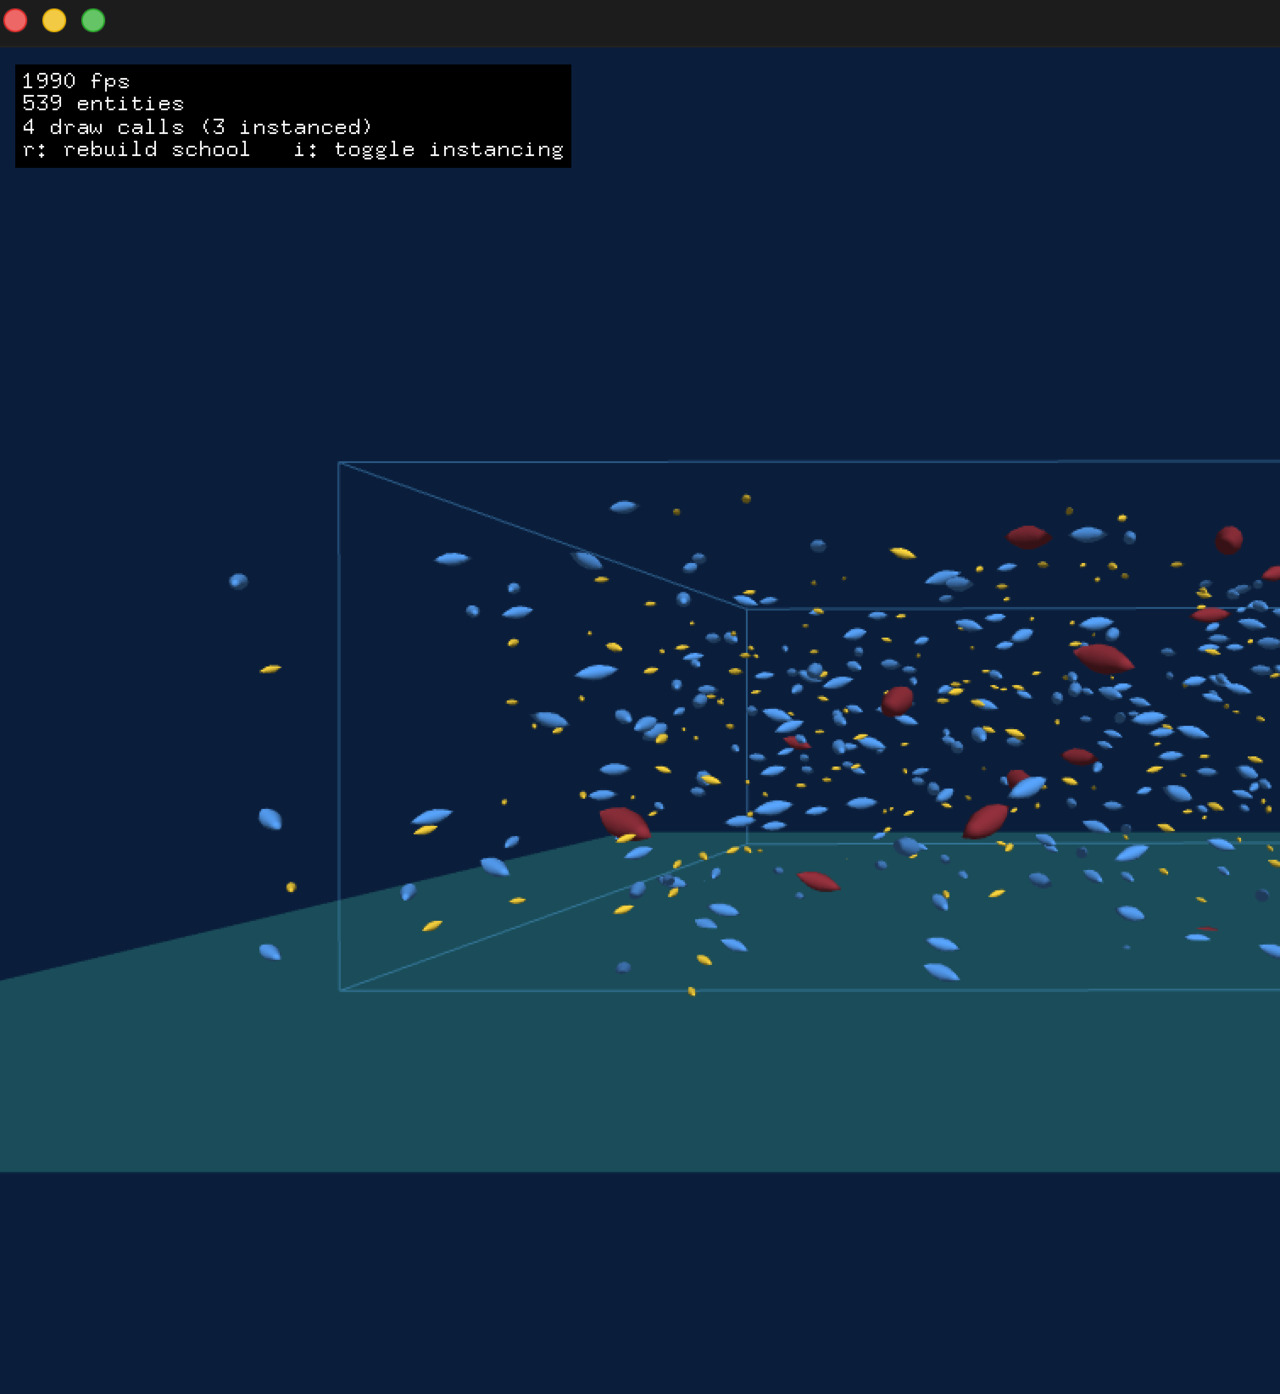 1990 fps
539 entities
4 draw calls (3 instanced)
r: rebuild school   i: toggle instancing